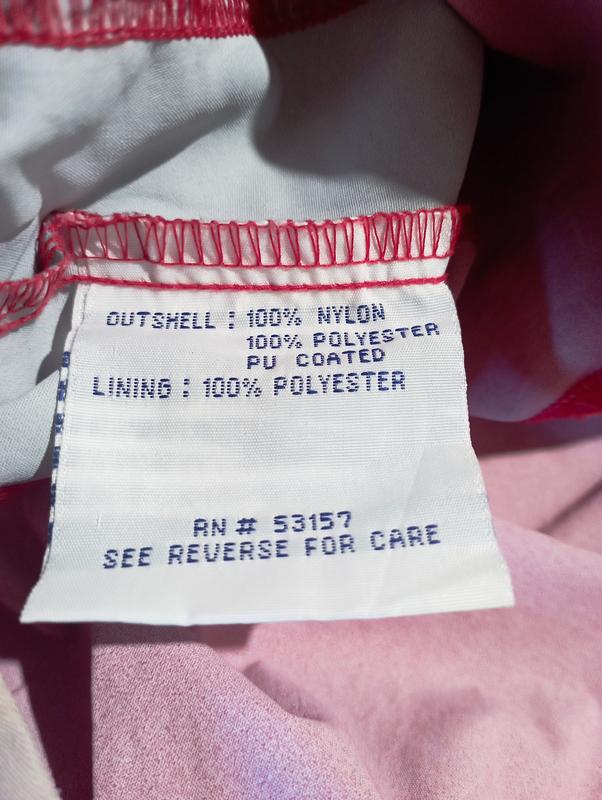 OUTSHELL : 100% NYLON
100% POLYESTER
PU COATED
LINING : 100% POLYESTER
RN # 53157
SEE REVERSE FOR CARE